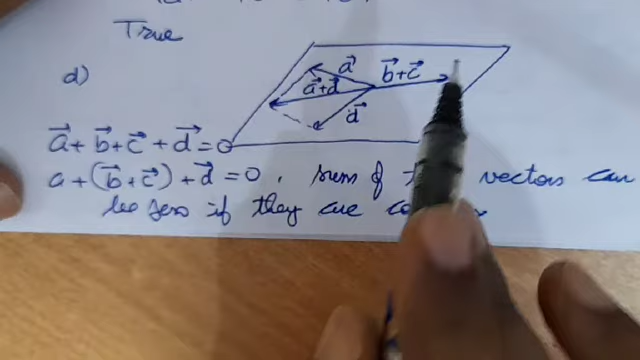 True
d)
a⃗
b⃗+c⃗
a⃗+d⃗
d⃗
a⃗ + b⃗ + c⃗ + d⃗ = 0
a + (b⃗ + c⃗) + d⃗ = 0 , sum of vectors can
be zero if they are